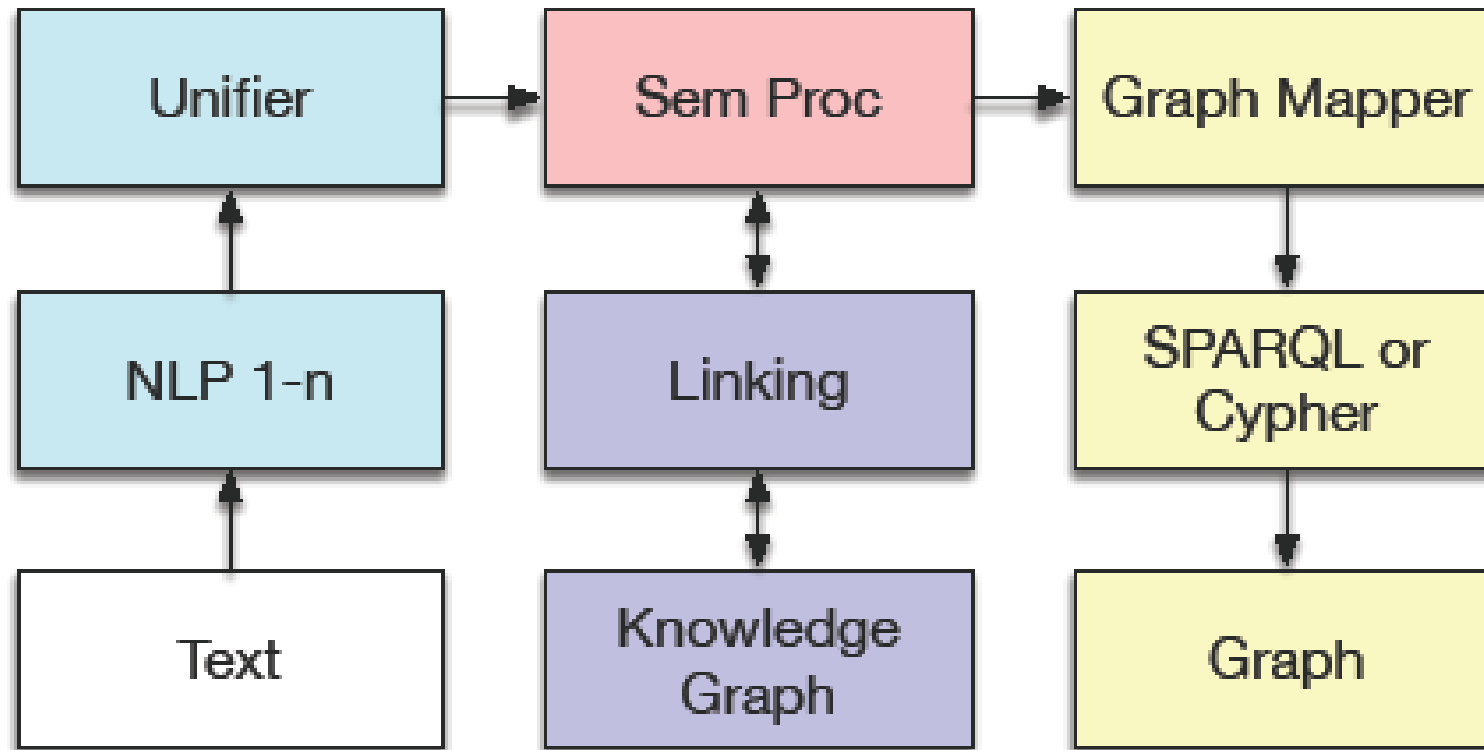 Unifier
Sem Proc
Graph Mapper
NLP 1-n
Linking
SPARQL or
Cypher
Text
Knowledge
Graph
Graph